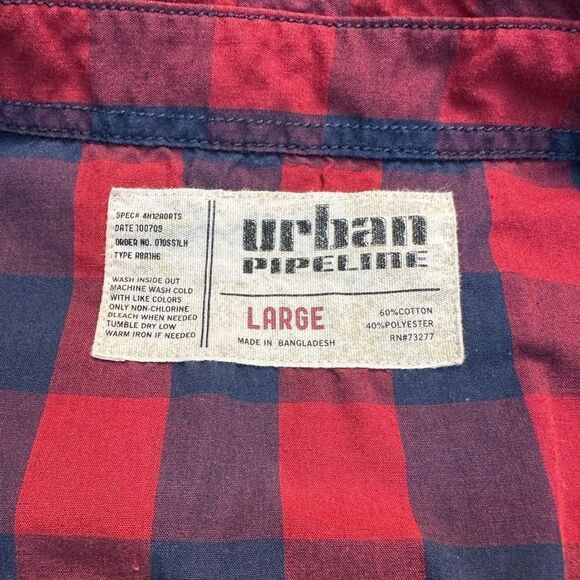 SPEC# 4H12R0RTS
DATE 100709
ORDER NO. 010SS1LH
TYPE R8A1H6
WASH INSIDE OUT
MACHINE WASH COLD
WITH LIKE COLORS
ONLY NON-CHLORINE
BLEACH WHEN NEEDED
TUMBLE DRY LOW
WARM IRON IF NEEDED
urban
PIPELINE
LARGE
MADE IN BANGLADESH
60%COTTON
40%POLYESTER
RN#73277